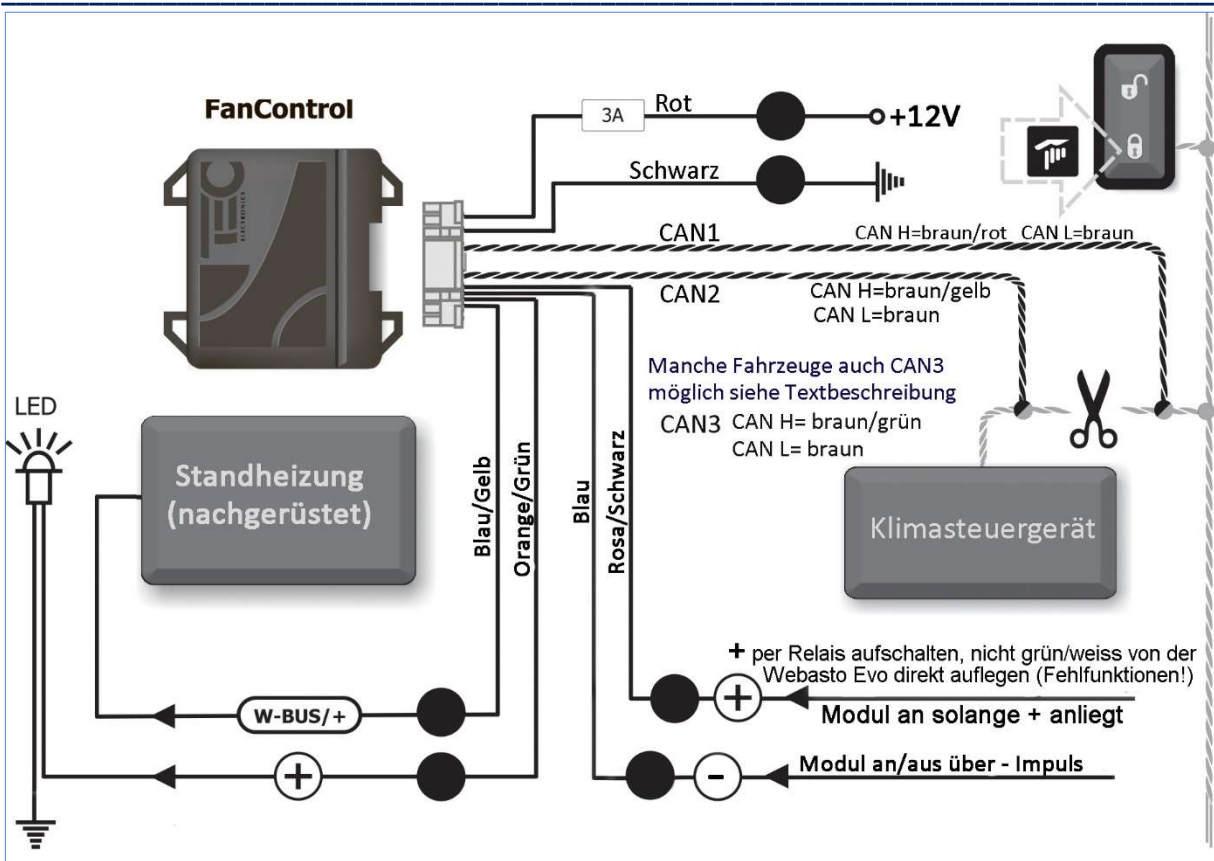 FanControl
ELECTRONICS
3A
Rot
+12V
Schwarz
CAN1
CAN H=braun/rot CAN L=braun
CAN2
CAN H=braun/gelb
CAN L=braun
Manche Fahrzeuge auch CAN3
möglich siehe Textbeschreibung
CAN3 CAN H= braun/grün
CAN L= braun
LED
Standheizung
(nachgerüstet)
Blau/Gelb
Orange/Grün
Blau
Rosa/Schwarz
Klimasteuergerät
+ per Relais aufschalten, nicht grün/weiss von der
Webasto Evo direkt auflegen (Fehlfunktionen!)
W-BUS/+
+
Modul an solange + anliegt
+
-
Modul an/aus über - Impuls